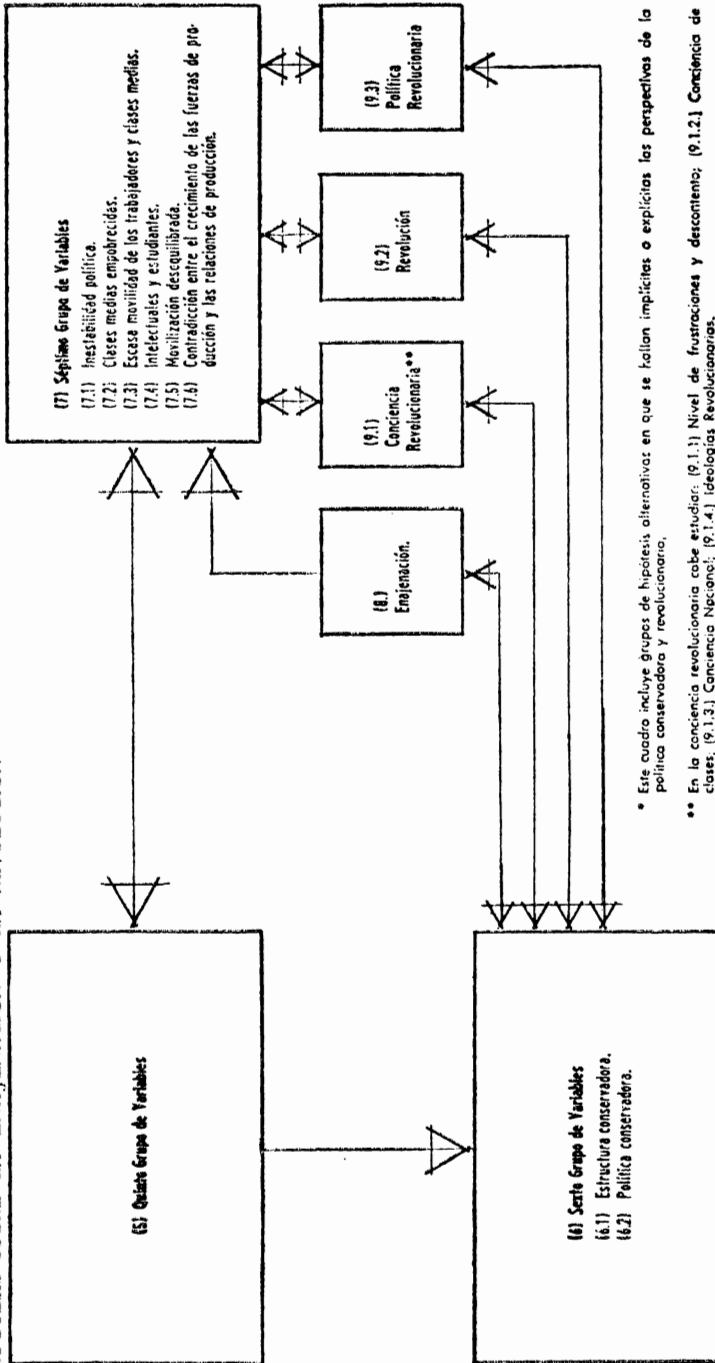 (5) Quinto Grupo de Variables
(7) Séptimo Grupo de Variables
(7.1) Inestabilidad política.
(7.2) Clases medias empobrecidas.
(7.3) Escasa movilidad de los trabajadores y clases medias.
(7.4) Intelectuales y estudiantes.
(7.5) Movilización desequilibrada.
(7.6) Contradicción entre el crecimiento de las fuerzas de pro-
ducción y las relaciones de producción.
(8.)
Enajenación.
(9.1)
Conciencia
Revolucionaria**
(9.2)
Revolución
(9.3)
Política
Revolucionaria
(6) Sexto Grupo de Variables
(6.1) Estructura conservadora.
(6.2) Política conservadora.
* Este cuadro incluye grupos de hipótesis alternativas en que se hallan implícitas o explícitas las perspectivas de la
política conservadora y revolucionaria.
** En la conciencia revolucionaria cabe estudiar: (9.1.1) Nivel de frustraciones y descontento; (9.1.2.) Conciencia de
clases; (9.1.3.) Conciencia Nacional; (9.1.4.) Ideologías Revolucionarias.